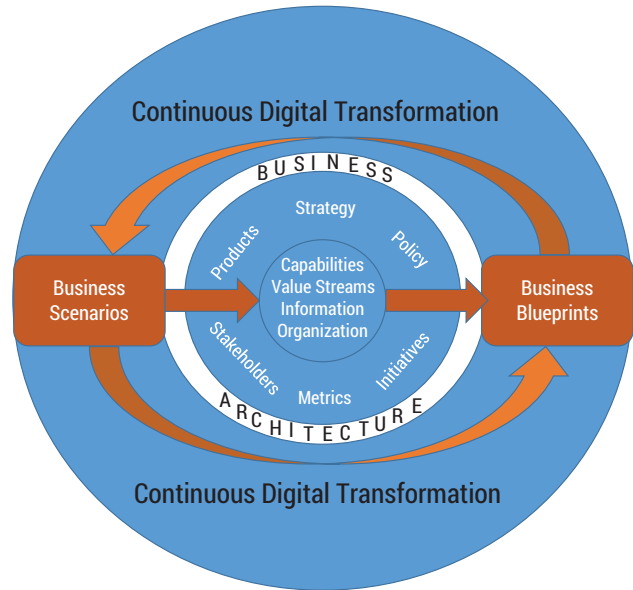 Continuous Digital Transformation
BUSINESS
Strategy
Products
Policy
Capabilities
Value Streams
Information
Organization
Business
Scenarios
Business
Blueprints
Stakeholders
Metrics
Initiatives
ARCHITECTURE
Continuous Digital Transformation